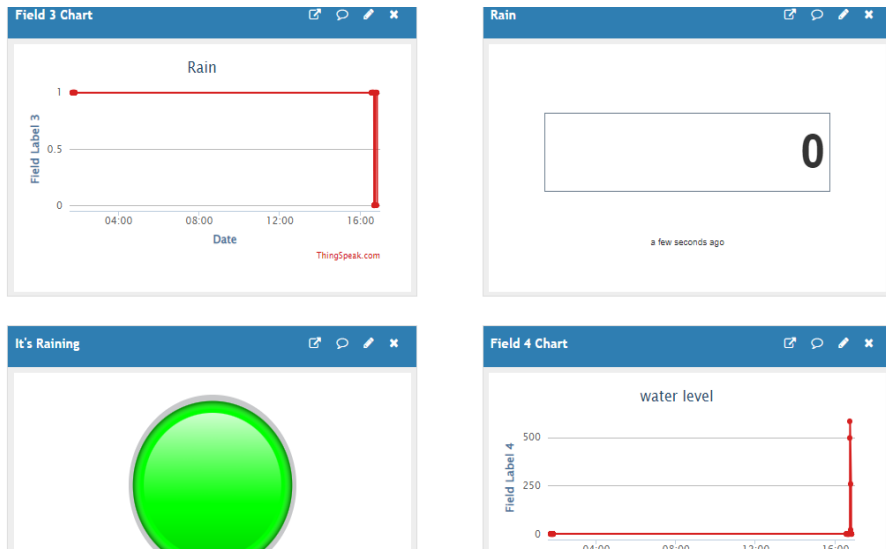 Field 3 Chart
Rain
1
0.5
0
Field Label 3
04:00
08:00
12:00
16:00
Date
ThingSpeak.com
Rain
0
a few seconds ago
It's Raining
Field 4 Chart
water level
500
250
0
Field Label 4
04:00
08:00
12:00
16:00